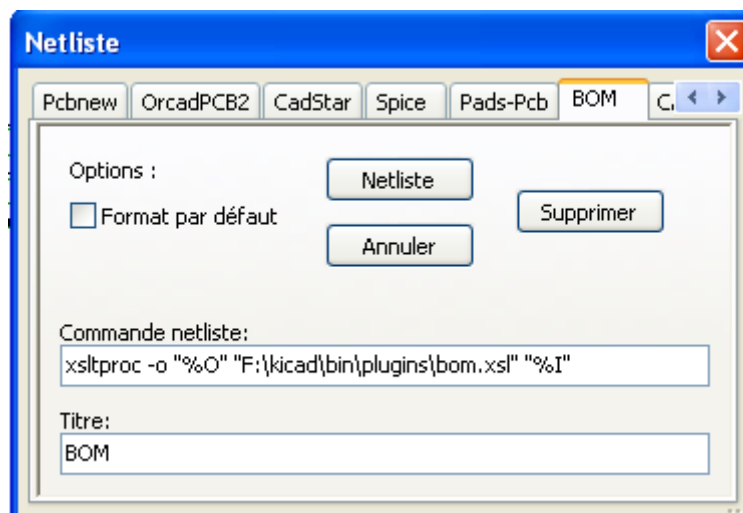 Netliste
Pcbnew OrcadPCB2 CadStar Spice Pads-Pcb BOM
Options :
Netliste
Format par défaut
Supprimer
Annuler
Commande netliste:
xsltproc -o "%O" "F:\kicad\bin\plugins\bom.xsl" "%I"
Titre:
BOM